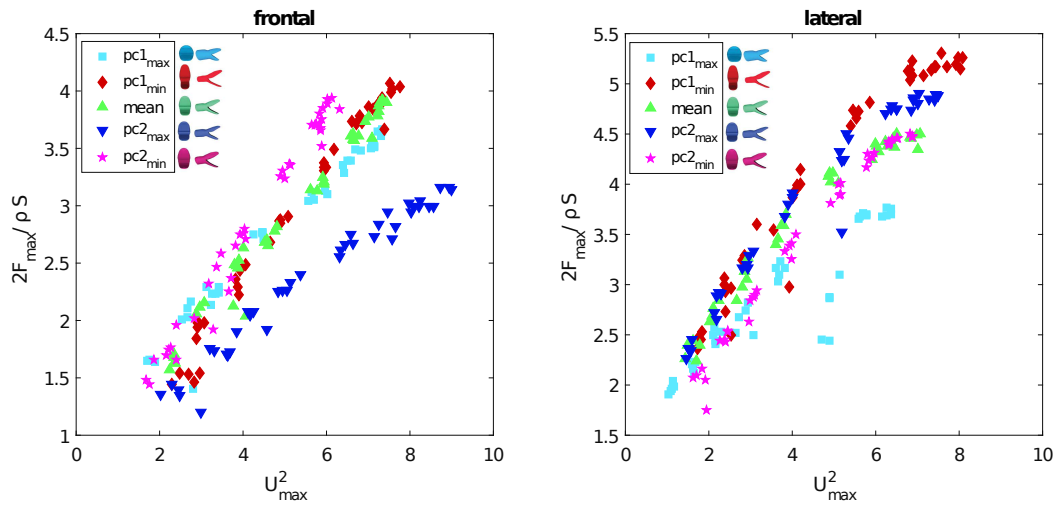 frontal
4.5
4
3.5
3
2.5
2
1.5
1
0 2 4 6 8 10
2F_max/ ρ S
U²_max
pc1_max
pc1_min
mean
pc2_max
pc2_min
lateral
5.5
5
4.5
4
3.5
3
2.5
2
1.5
0 2 4 6 8 10
2F_max/ ρ S
U²_max
pc1_max
pc1_min
mean
pc2_max
pc2_min